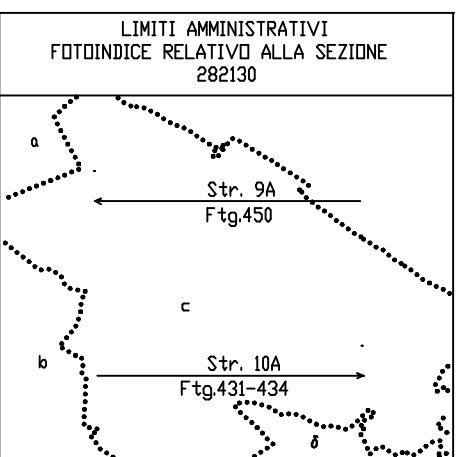 LIMITI AMMINISTRATIVI
FOTOINDICE RELATIVO ALLA SEZIONE
282130
a
Str. 9A
Ftg.450
c
b
Str. 10A
Ftg.431-434